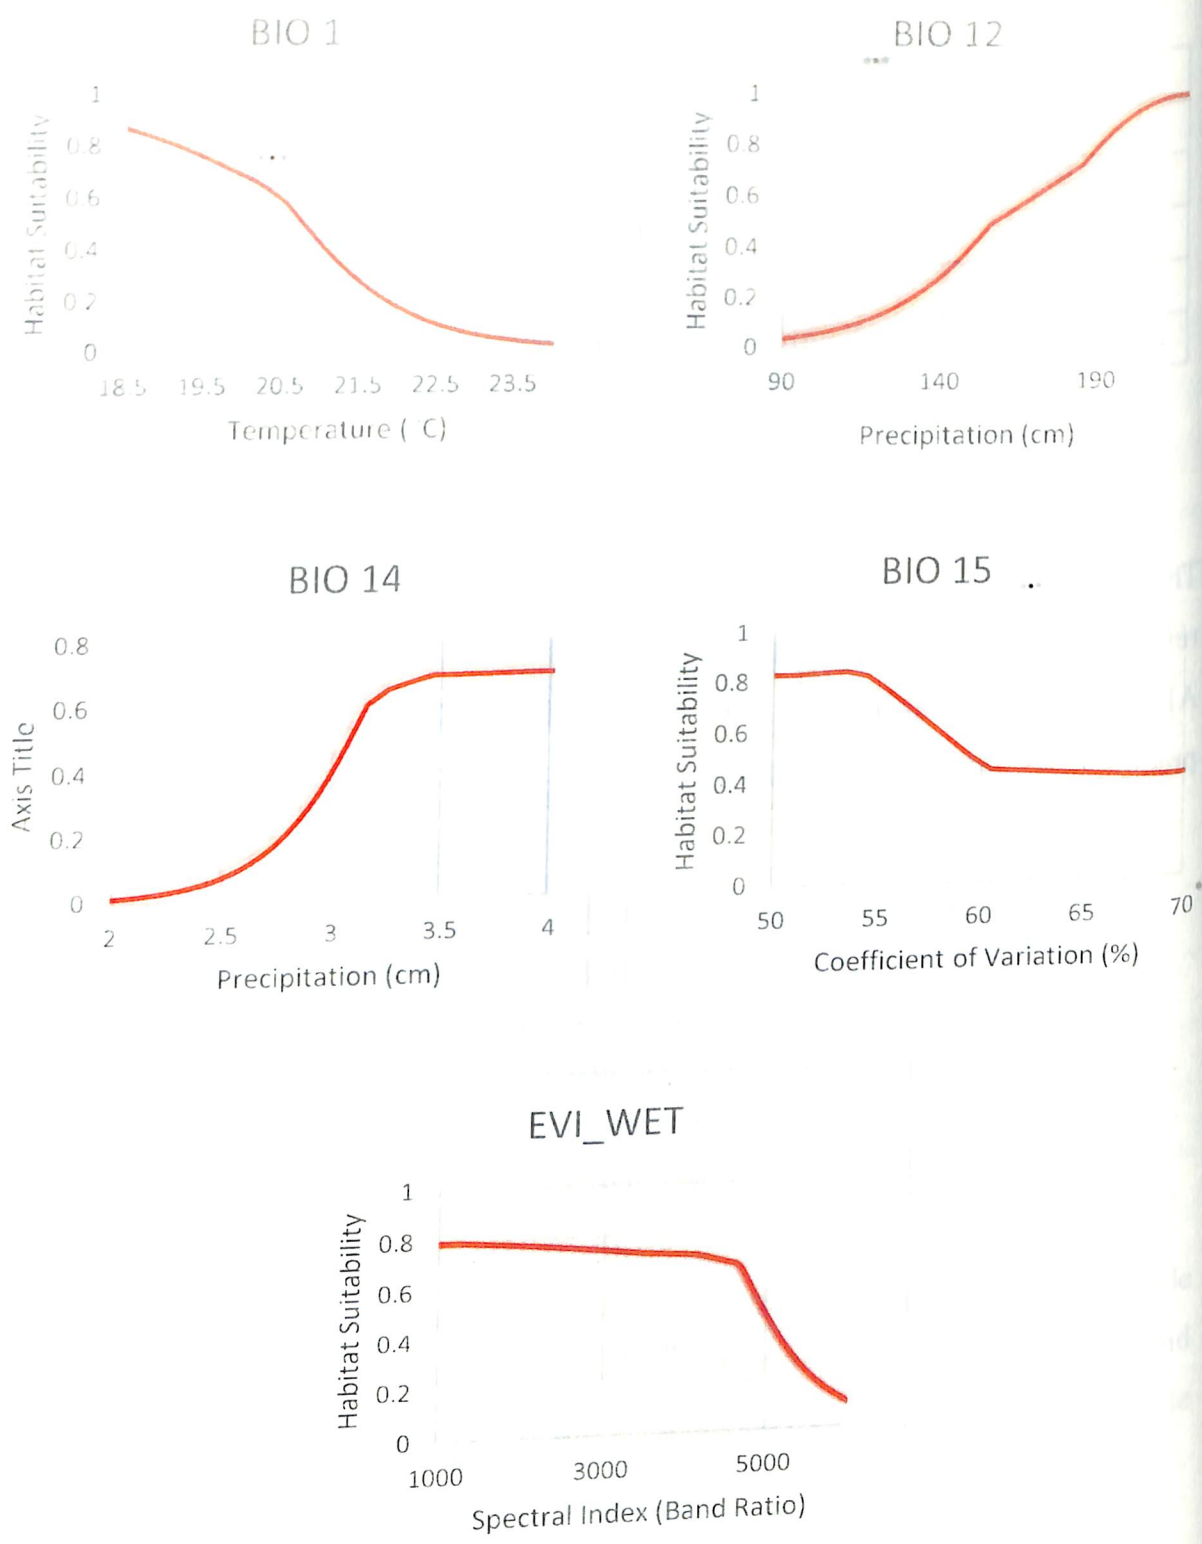 BIO 1
Habitat Suitability
1
0.8
0.6
0.4
0.2
0
18.5 19.5 20.5 21.5 22.5 23.5
Temperature ( C)
BIO 12
Habitat Suitability
1
0.8
0.6
0.4
0.2
0
90 140 190
Precipitation (cm)
BIO 14
Axis Title
0.8
0.6
0.4
0.2
0
2 2.5 3 3.5 4
Precipitation (cm)
BIO 15
Habitat Suitability
1
0.8
0.6
0.4
0.2
0
50 55 60 65 70
Coefficient of Variation (%)
EVI_WET
Habitat Suitability
1
0.8
0.6
0.4
0.2
0
1000 3000 5000
Spectral Index (Band Ratio)